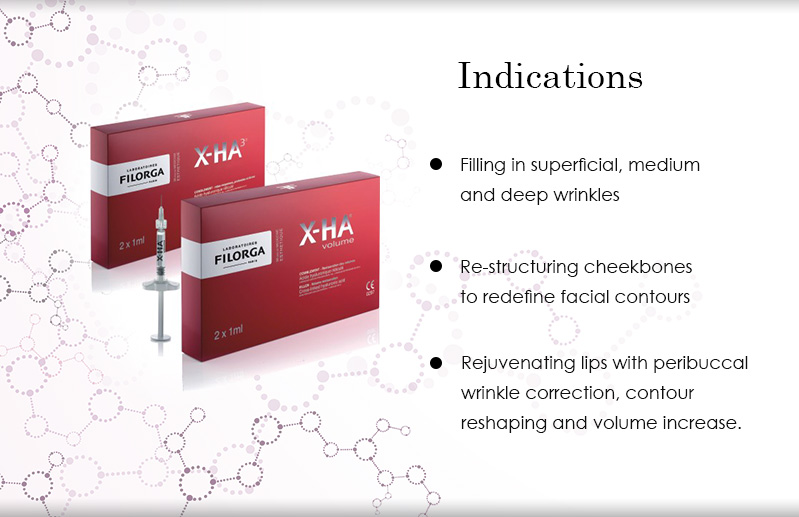 Indications
Filling in superficial, medium
and deep wrinkles
Re-structuring cheekbones
to redefine facial contours
Rejuvenating lips with peribuccal
wrinkle correction, contour
reshaping and volume increase.
X-HA³
LABORATOIRES
FILORGA
PARIS
2 x 1ml
X-HA
X-HA
volume
LABORATOIRES
FILORGA
PARIS
2 x 1ml